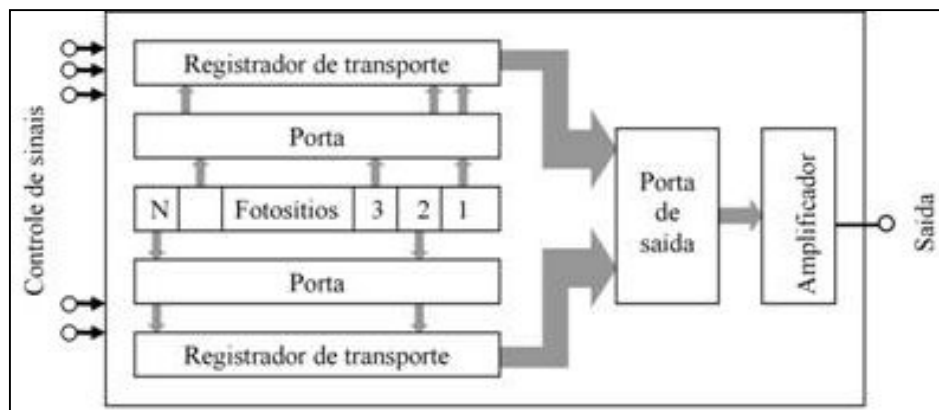 Controle de sinais
Registrador de transporte
Porta
N Fotosítios 3 2 1
Porta
Registrador de transporte
Porta
de
saída
Amplificador
Saída